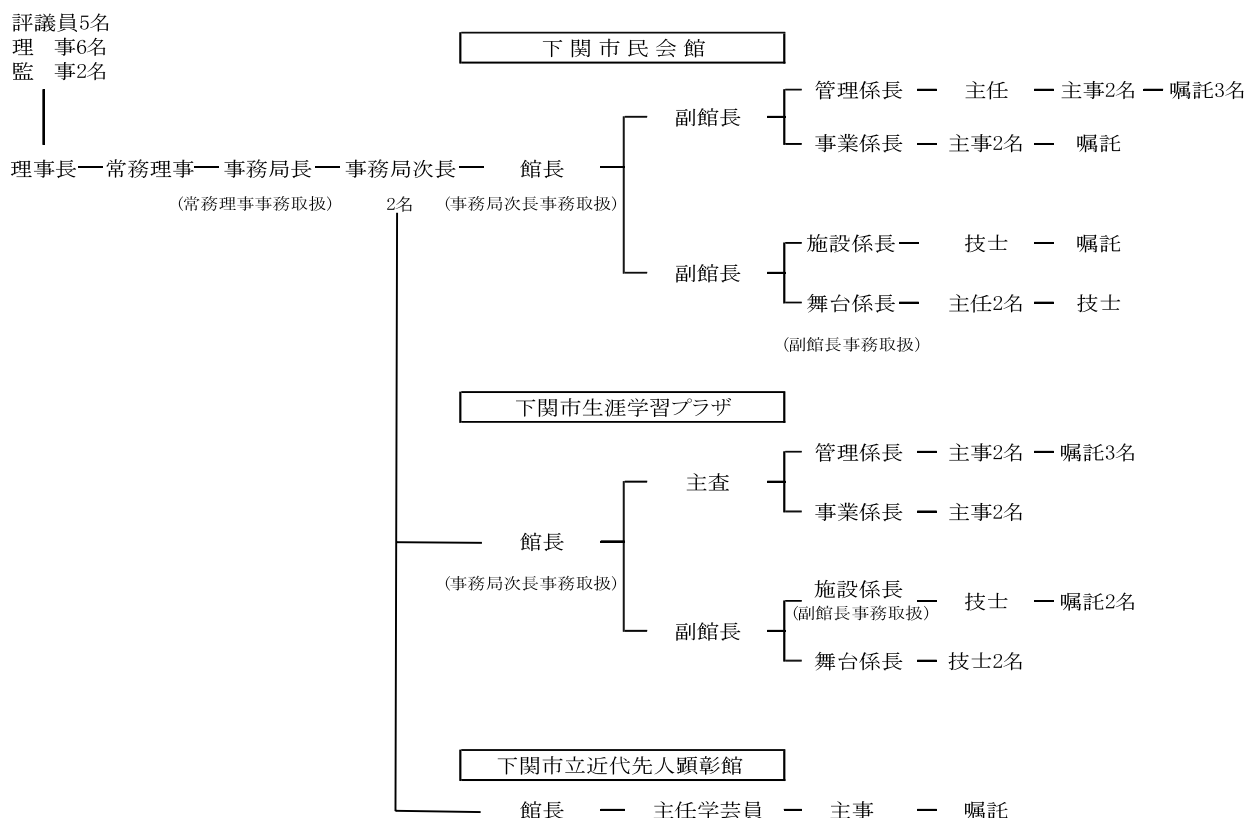 評議員5名
理　事6名
監　事2名
下関市民会館
管理係長 主任 主事2名 嘱託3名
副館長
事業係長 主事2名 嘱託
理事長 常務理事 事務局長 事務局次長 館長
(常務理事事務取扱) 2名 (事務局次長事務取扱)
施設係長 技士 嘱託
副館長
舞台係長 主任2名 技士
(副館長事務取扱)
下関市生涯学習プラザ
管理係長 主事2名 嘱託3名
主査
事業係長 主事2名
館長
(事務局次長事務取扱)
施設係長
(副館長事務取扱) 技士 嘱託2名
副館長
舞台係長 技士2名
下関市立近代先人顕彰館
館長 主任学芸員 主事 嘱託